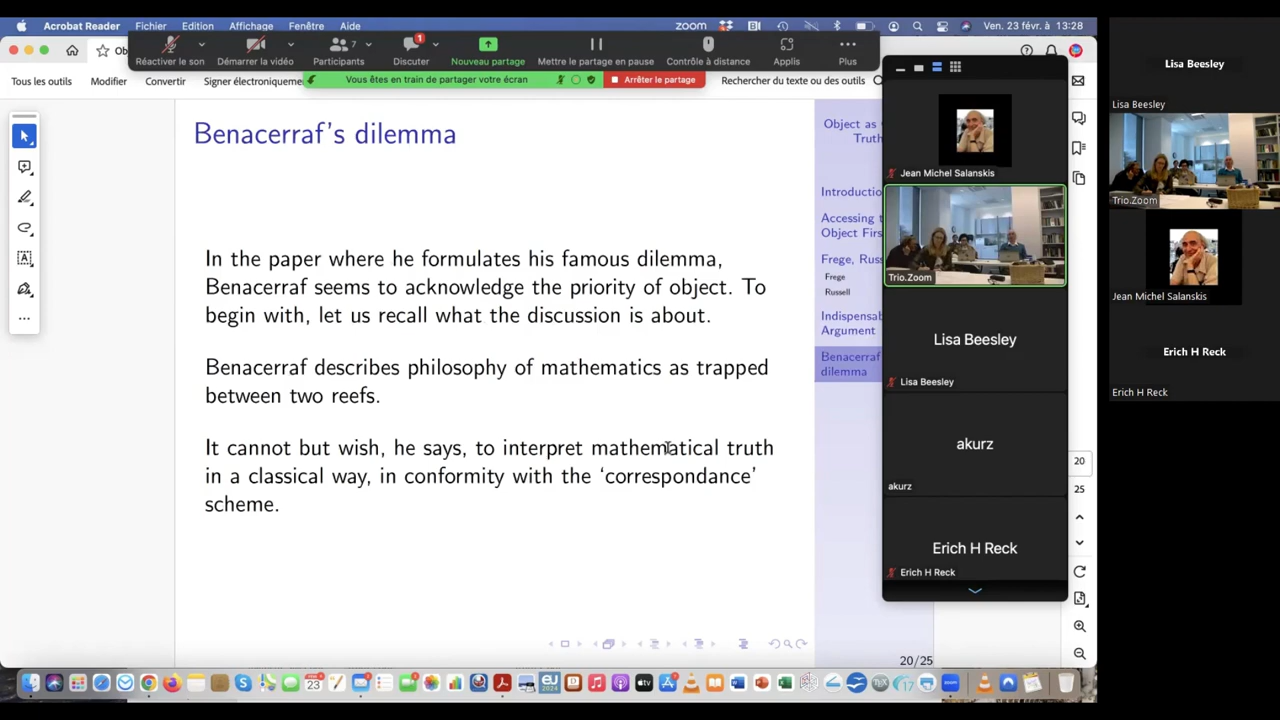 Acrobat Reader Fichier Edition Affichage Fenêtre Aide zoom Ven. 23 févr. à 13:28
Réactiver le son
Démarrer la vidéo
7
Participants
1
Discuter
Nouveau partage
Mettre le partage en pause
Contrôle à distance
Applis
Plus
Vous êtes en train de partager votre écran
Arrêter le partage
Tous les outils Modifier Convertir
Rechercher du texte ou des outils
Benacerraf's dilemma
In the paper where he formulates his famous dilemma,
Benacerraf seems to acknowledge the priority of object. To
begin with, let us recall what the discussion is about.
Benacerraf describes philosophy of mathematics as trapped
between two reefs.
It cannot but wish, he says, to interpret mathematical truth
in a classical way, in conformity with the ‘correspondance’
scheme.
Object as
Truth
Introductio
Accessing
Object Firs
Frege, Russ
Frege
Russell
Indispensab
Argument
Benacerraf
dilemma
20/25
20
25
Jean Michel Salanskis
Trio.Zoom
Lisa Beesley
Lisa Beesley
akurz
akurz
Erich H Reck
Erich H Reck
Lisa Beesley
Lisa Beesley
Trio.Zoom
Jean Michel Salanskis
Erich H Reck
Erich H Reck